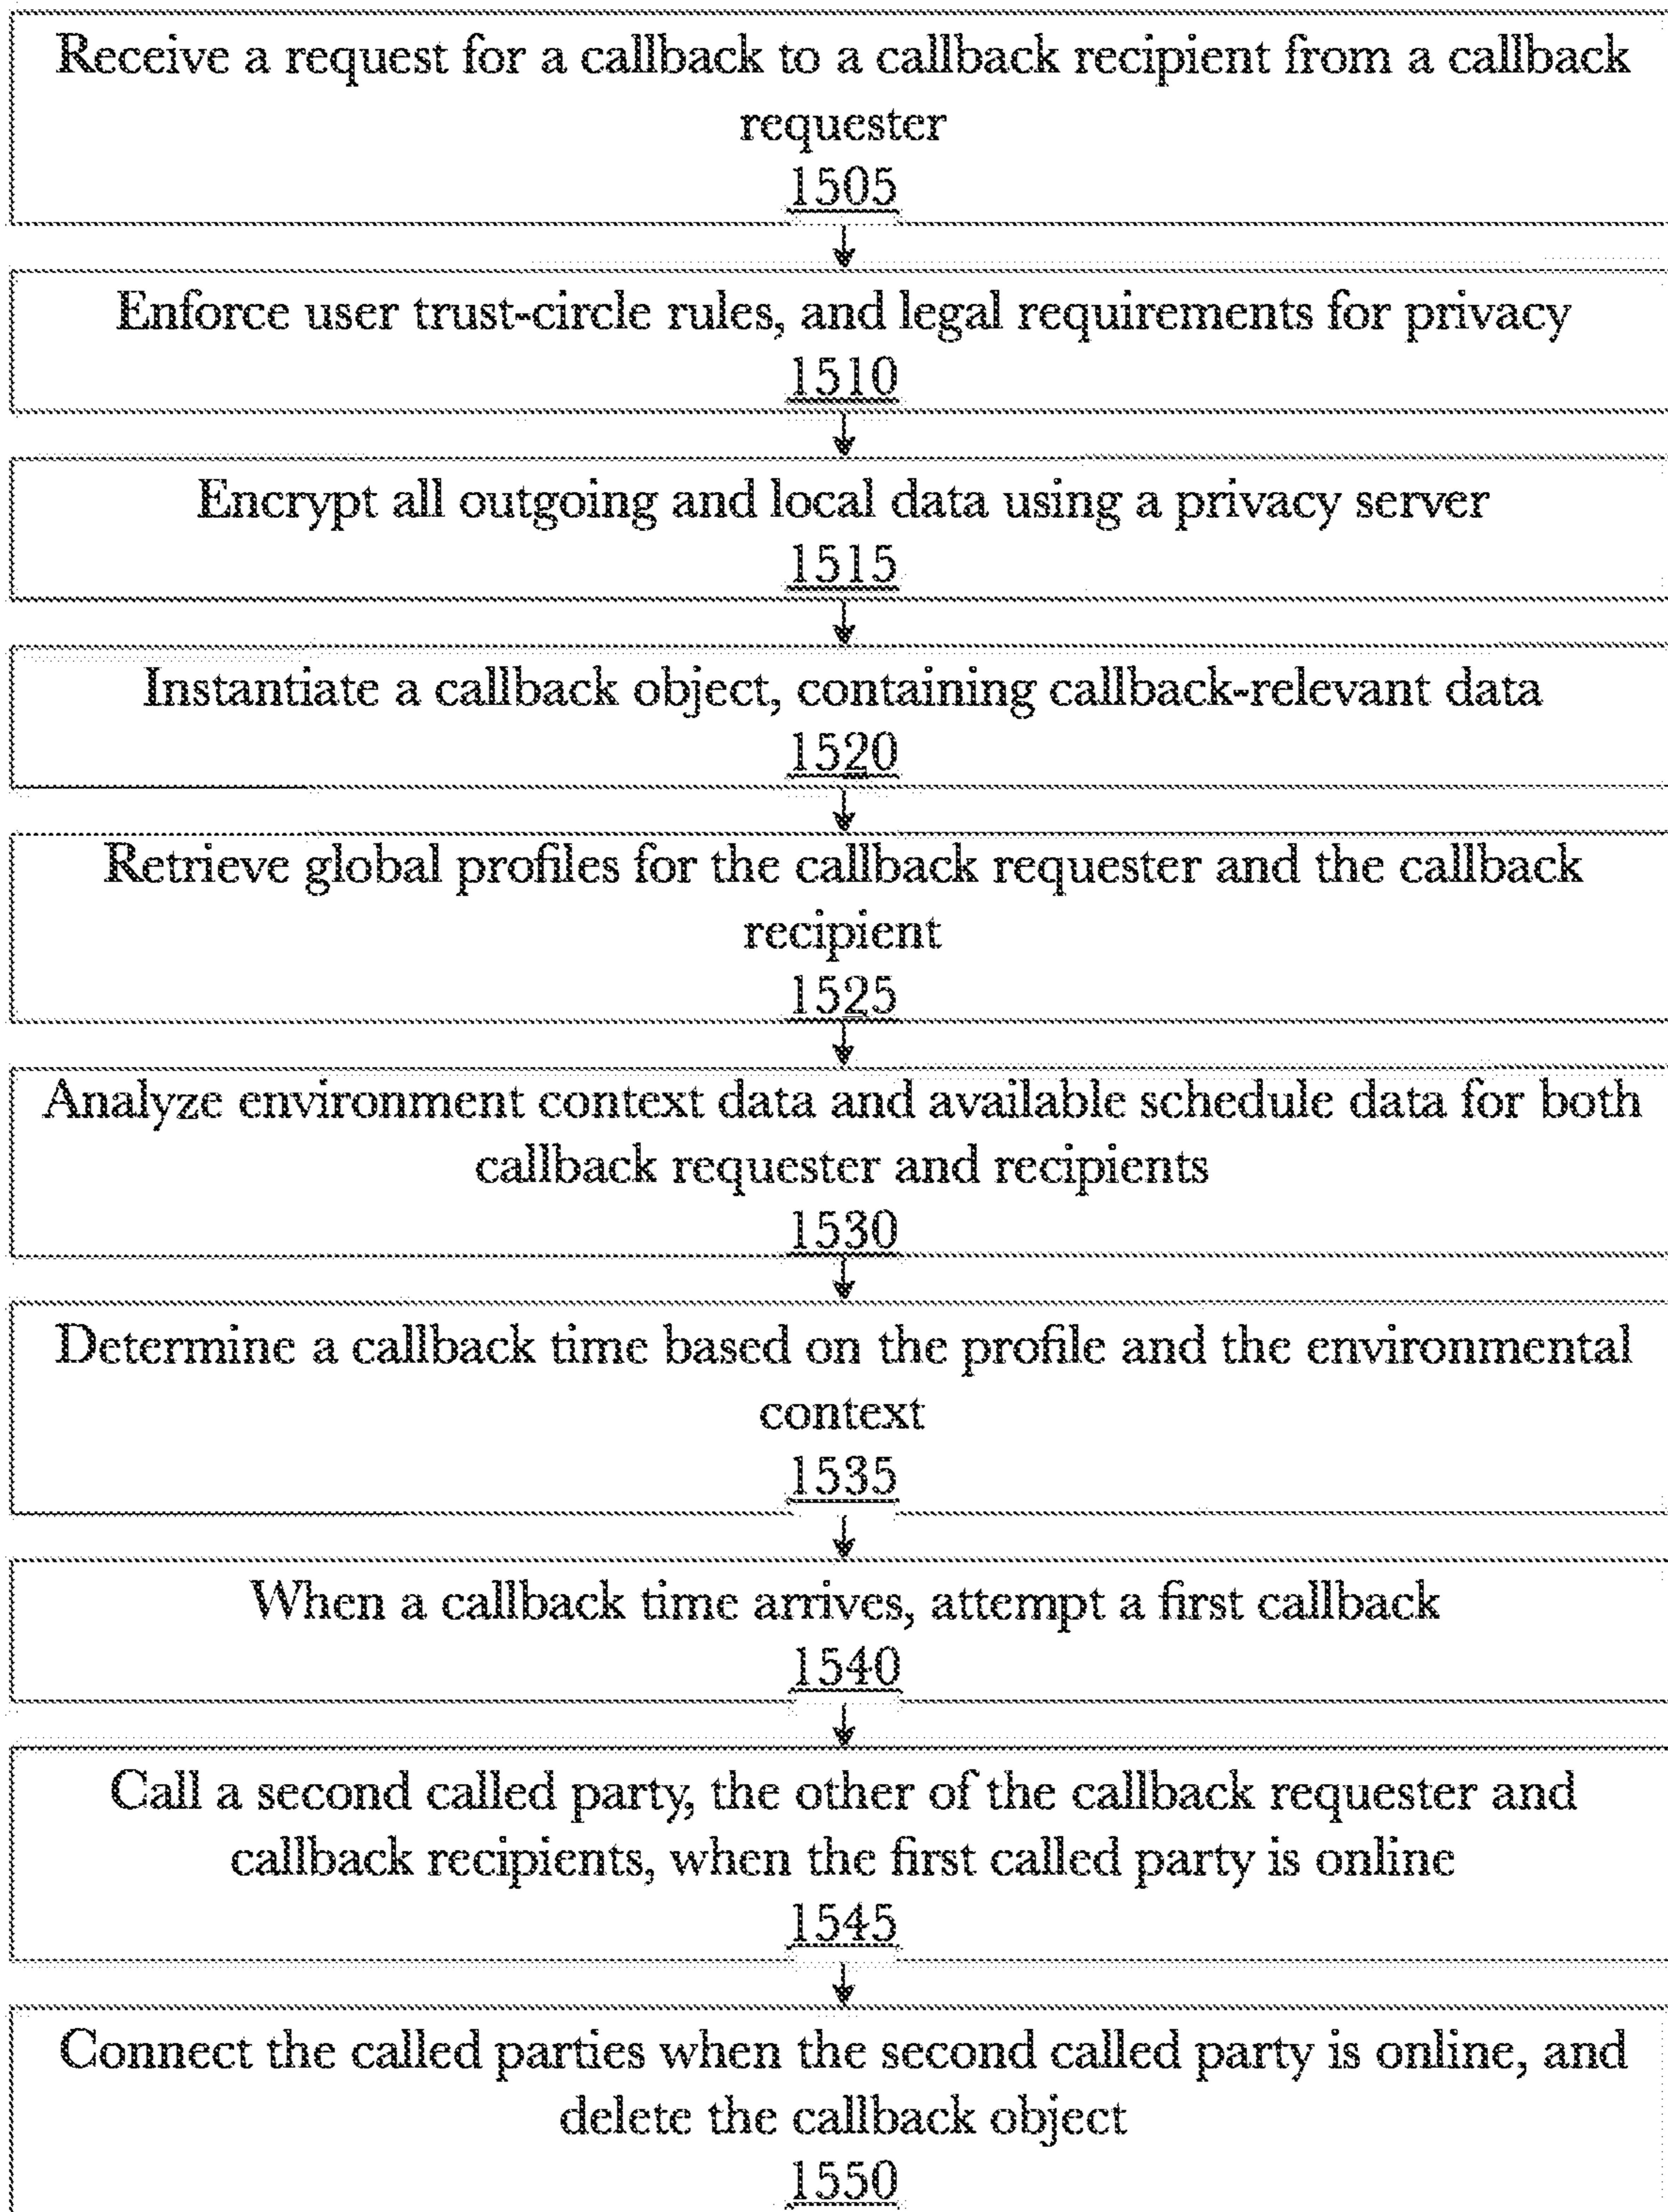 Receive a request for a callback to a callback recipient from a callback
requester
1505
Enforce user trust-circle rules, and legal requirements for privacy
1510
Encrypt all outgoing and local data using a privacy server
1515
Instantiate a callback object, containing callback-relevant data
1520
Retrieve global profiles for the callback requester and the callback
recipient
1525
Analyze environment context data and available schedule data for both
callback requester and recipients
1530
Determine a callback time based on the profile and the environmental
context
1535
When a callback time arrives, attempt a first callback
1540
Call a second called party, the other of the callback requester and
callback recipients, when the first called party is online
1545
Connect the called parties when the second called party is online, and
delete the callback object
1550